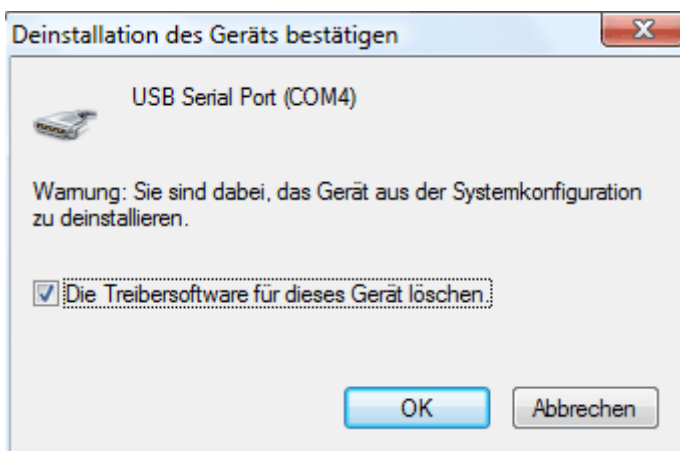 Deinstallation des Geräts bestätigen
USB Serial Port (COM4)
Warnung: Sie sind dabei, das Gerät aus der Systemkonfiguration
zu deinstallieren.
Die Treibersoftware für dieses Gerät löschen.
OK
Abbrechen